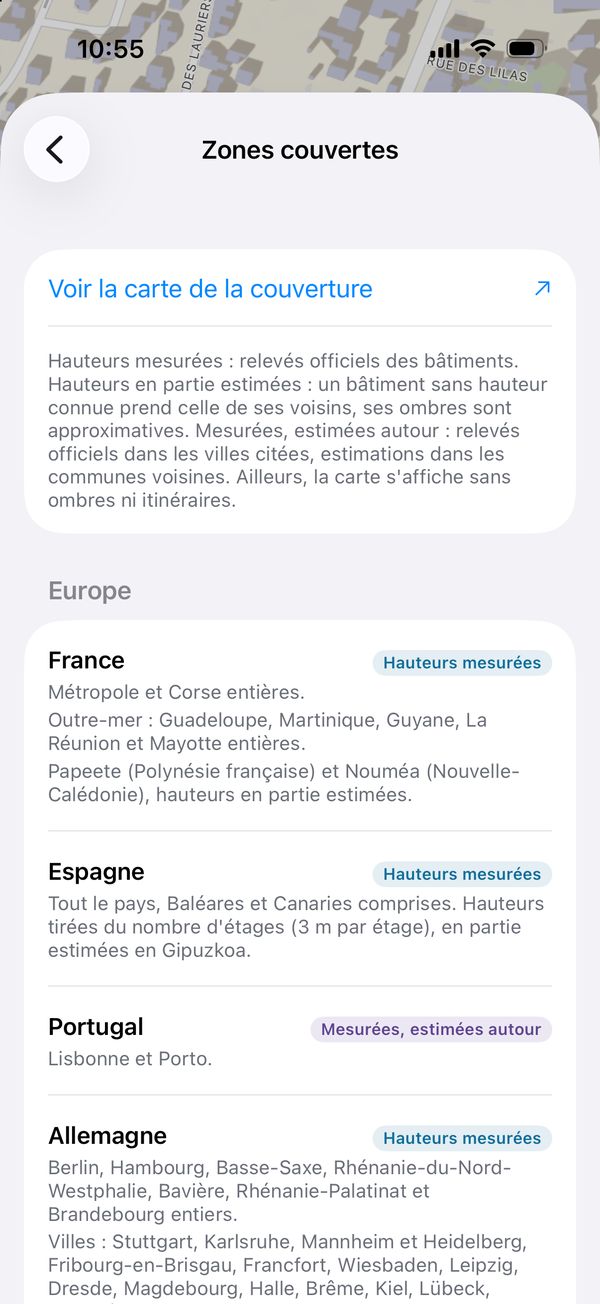 10:55
DES LAURIERS
RUE DES LILAS
Zones couvertes
Voir la carte de la couverture
Hauteurs mesurées : relevés officiels des bâtiments.
Hauteurs en partie estimées : un bâtiment sans hauteur
connue prend celle de ses voisins, ses ombres sont
approximatives. Mesurées, estimées autour : relevés
officiels dans les villes citées, estimations dans les
communes voisines. Ailleurs, la carte s'affiche sans
ombres ni itinéraires.
Europe
France
Hauteurs mesurées
Métropole et Corse entières.
Outre-mer : Guadeloupe, Martinique, Guyane, La
Réunion et Mayotte entières.
Papeete (Polynésie française) et Nouméa (Nouvelle-
Calédonie), hauteurs en partie estimées.
Espagne
Hauteurs mesurées
Tout le pays, Baléares et Canaries comprises. Hauteurs
tirées du nombre d'étages (3 m par étage), en partie
estimées en Gipuzkoa.
Portugal
Mesurées, estimées autour
Lisbonne et Porto.
Allemagne
Hauteurs mesurées
Berlin, Hambourg, Basse-Saxe, Rhénanie-du-Nord-
Westphalie, Bavière, Rhénanie-Palatinat et
Brandebourg entiers.
Villes : Stuttgart, Karlsruhe, Mannheim et Heidelberg,
Fribourg-en-Brisgau, Francfort, Wiesbaden, Leipzig,
Dresde, Magdebourg, Halle, Brême, Kiel, Lübeck,